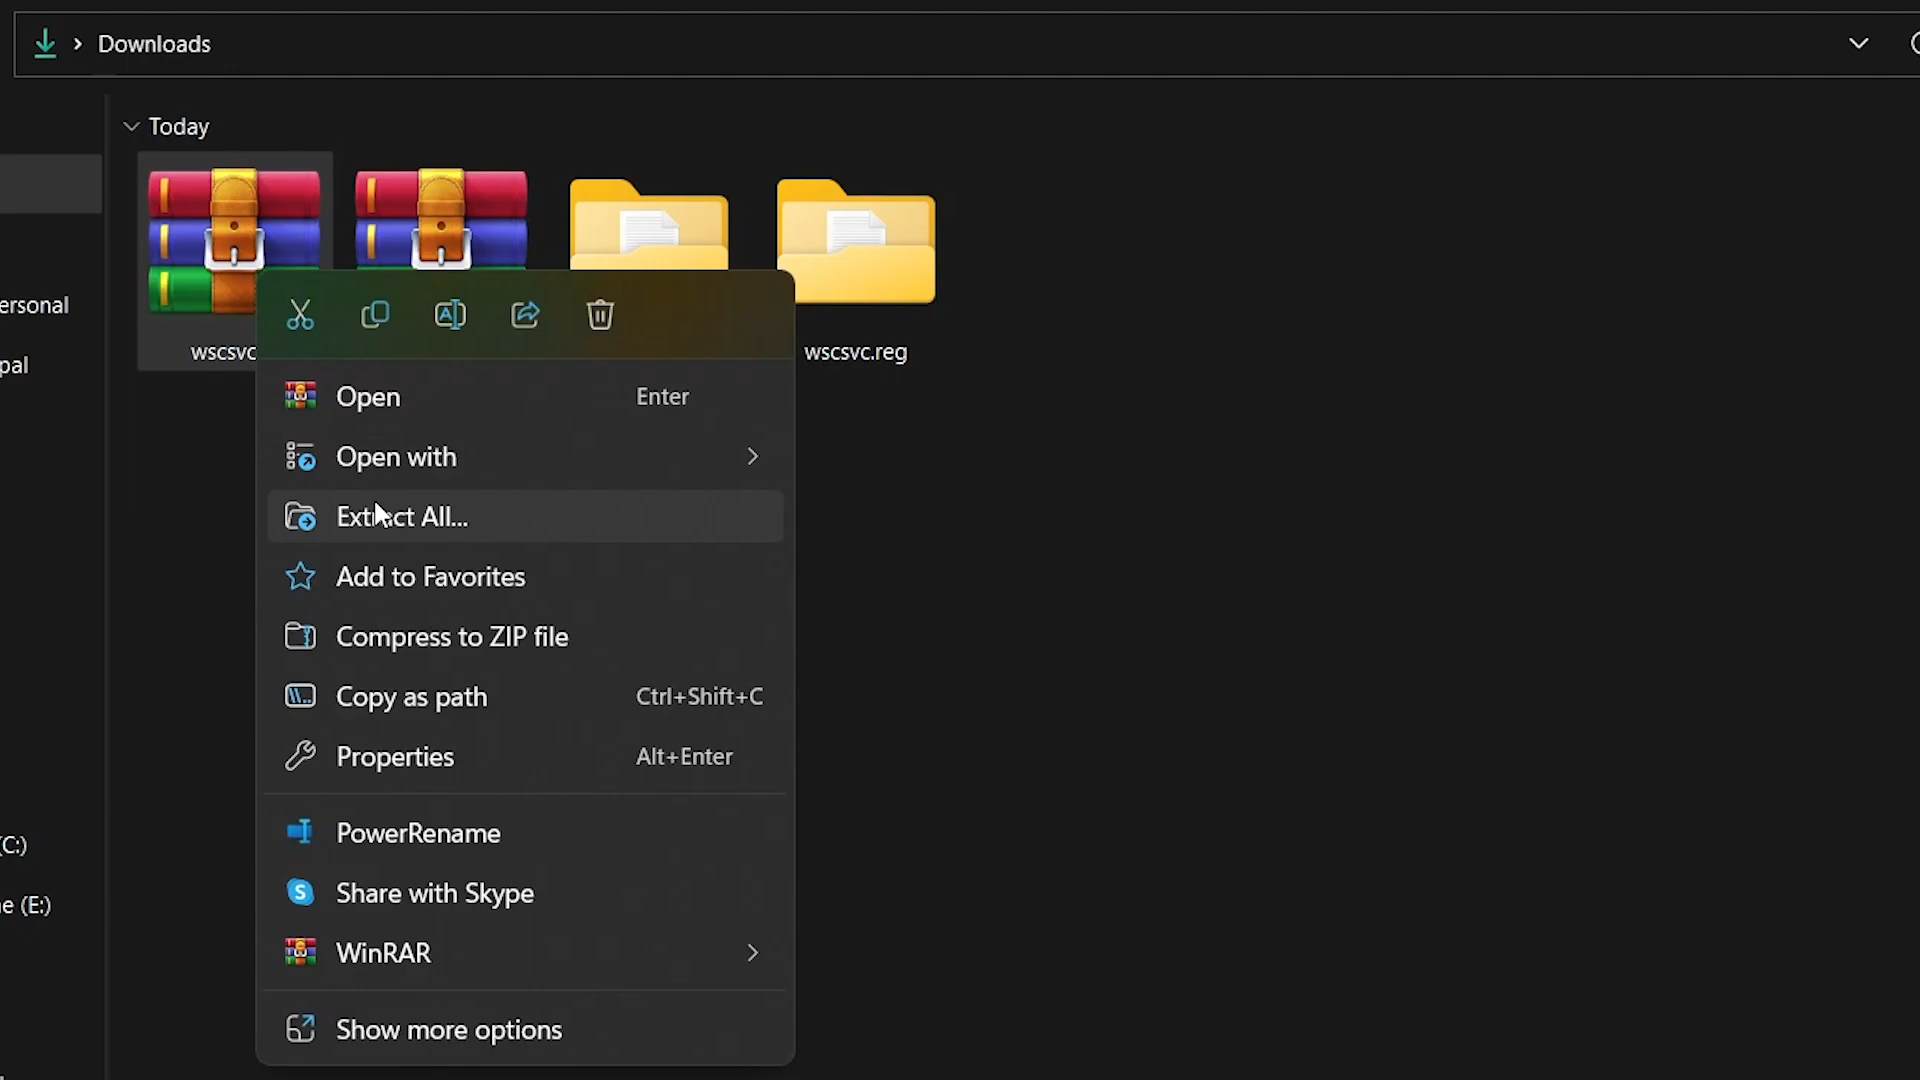 Downloads
Today
ersonal
pal
(C:)
e (E:)
wscsvc
wscsvc.reg
Open Enter
Open with
Extract All...
Add to Favorites
Compress to ZIP file
Copy as path Ctrl+Shift+C
Properties Alt+Enter
PowerRename
Share with Skype
WinRAR
Show more options